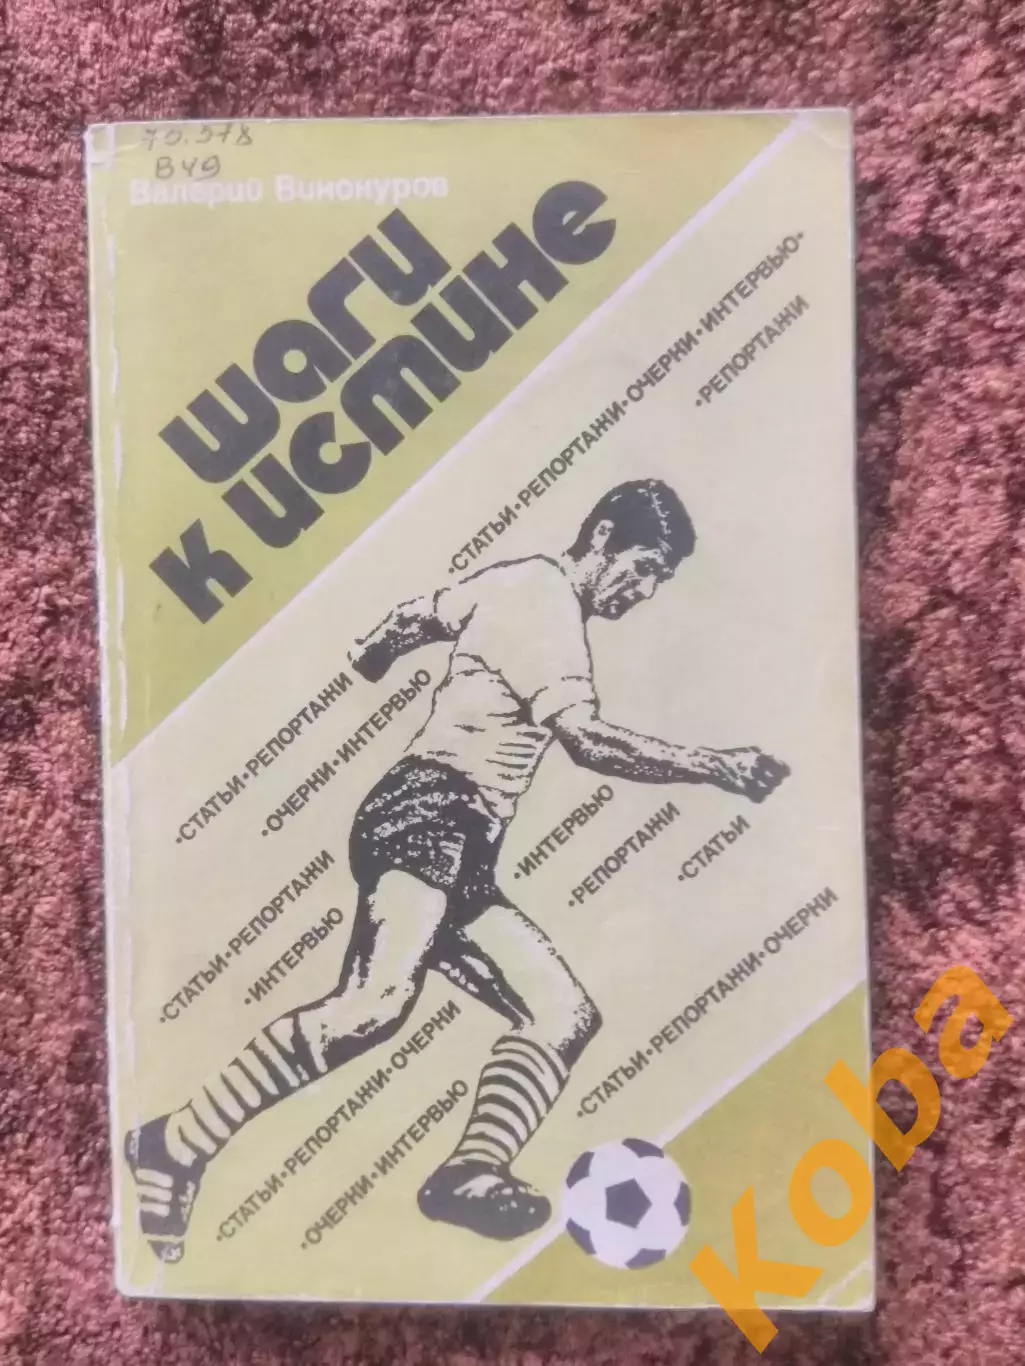 70.578
В49
Валерий Винокуров
шаги
к истине
•СТАТЬИ•РЕПОРТАЖИ•ОЧЕРКИ•ИНТЕРВЬЮ•
•РЕПОРТАЖИ
•СТАТЬИ•РЕПОРТАЖИ
•ОЧЕРКИ•ИНТЕРВЬЮ
•ИНТЕРВЬЮ
•РЕПОРТАЖИ
•СТАТЬИ
•СТАТЬИ•РЕПОРТАЖИ
•ИНТЕРВЬЮ
•СТАТЬИ•РЕПОРТАЖИ•ОЧЕРКИ
•СТАТЬИ•РЕПОРТАЖИ•ОЧЕРКИ
•ОЧЕРКИ•ИНТЕРВЬЮ
Koba